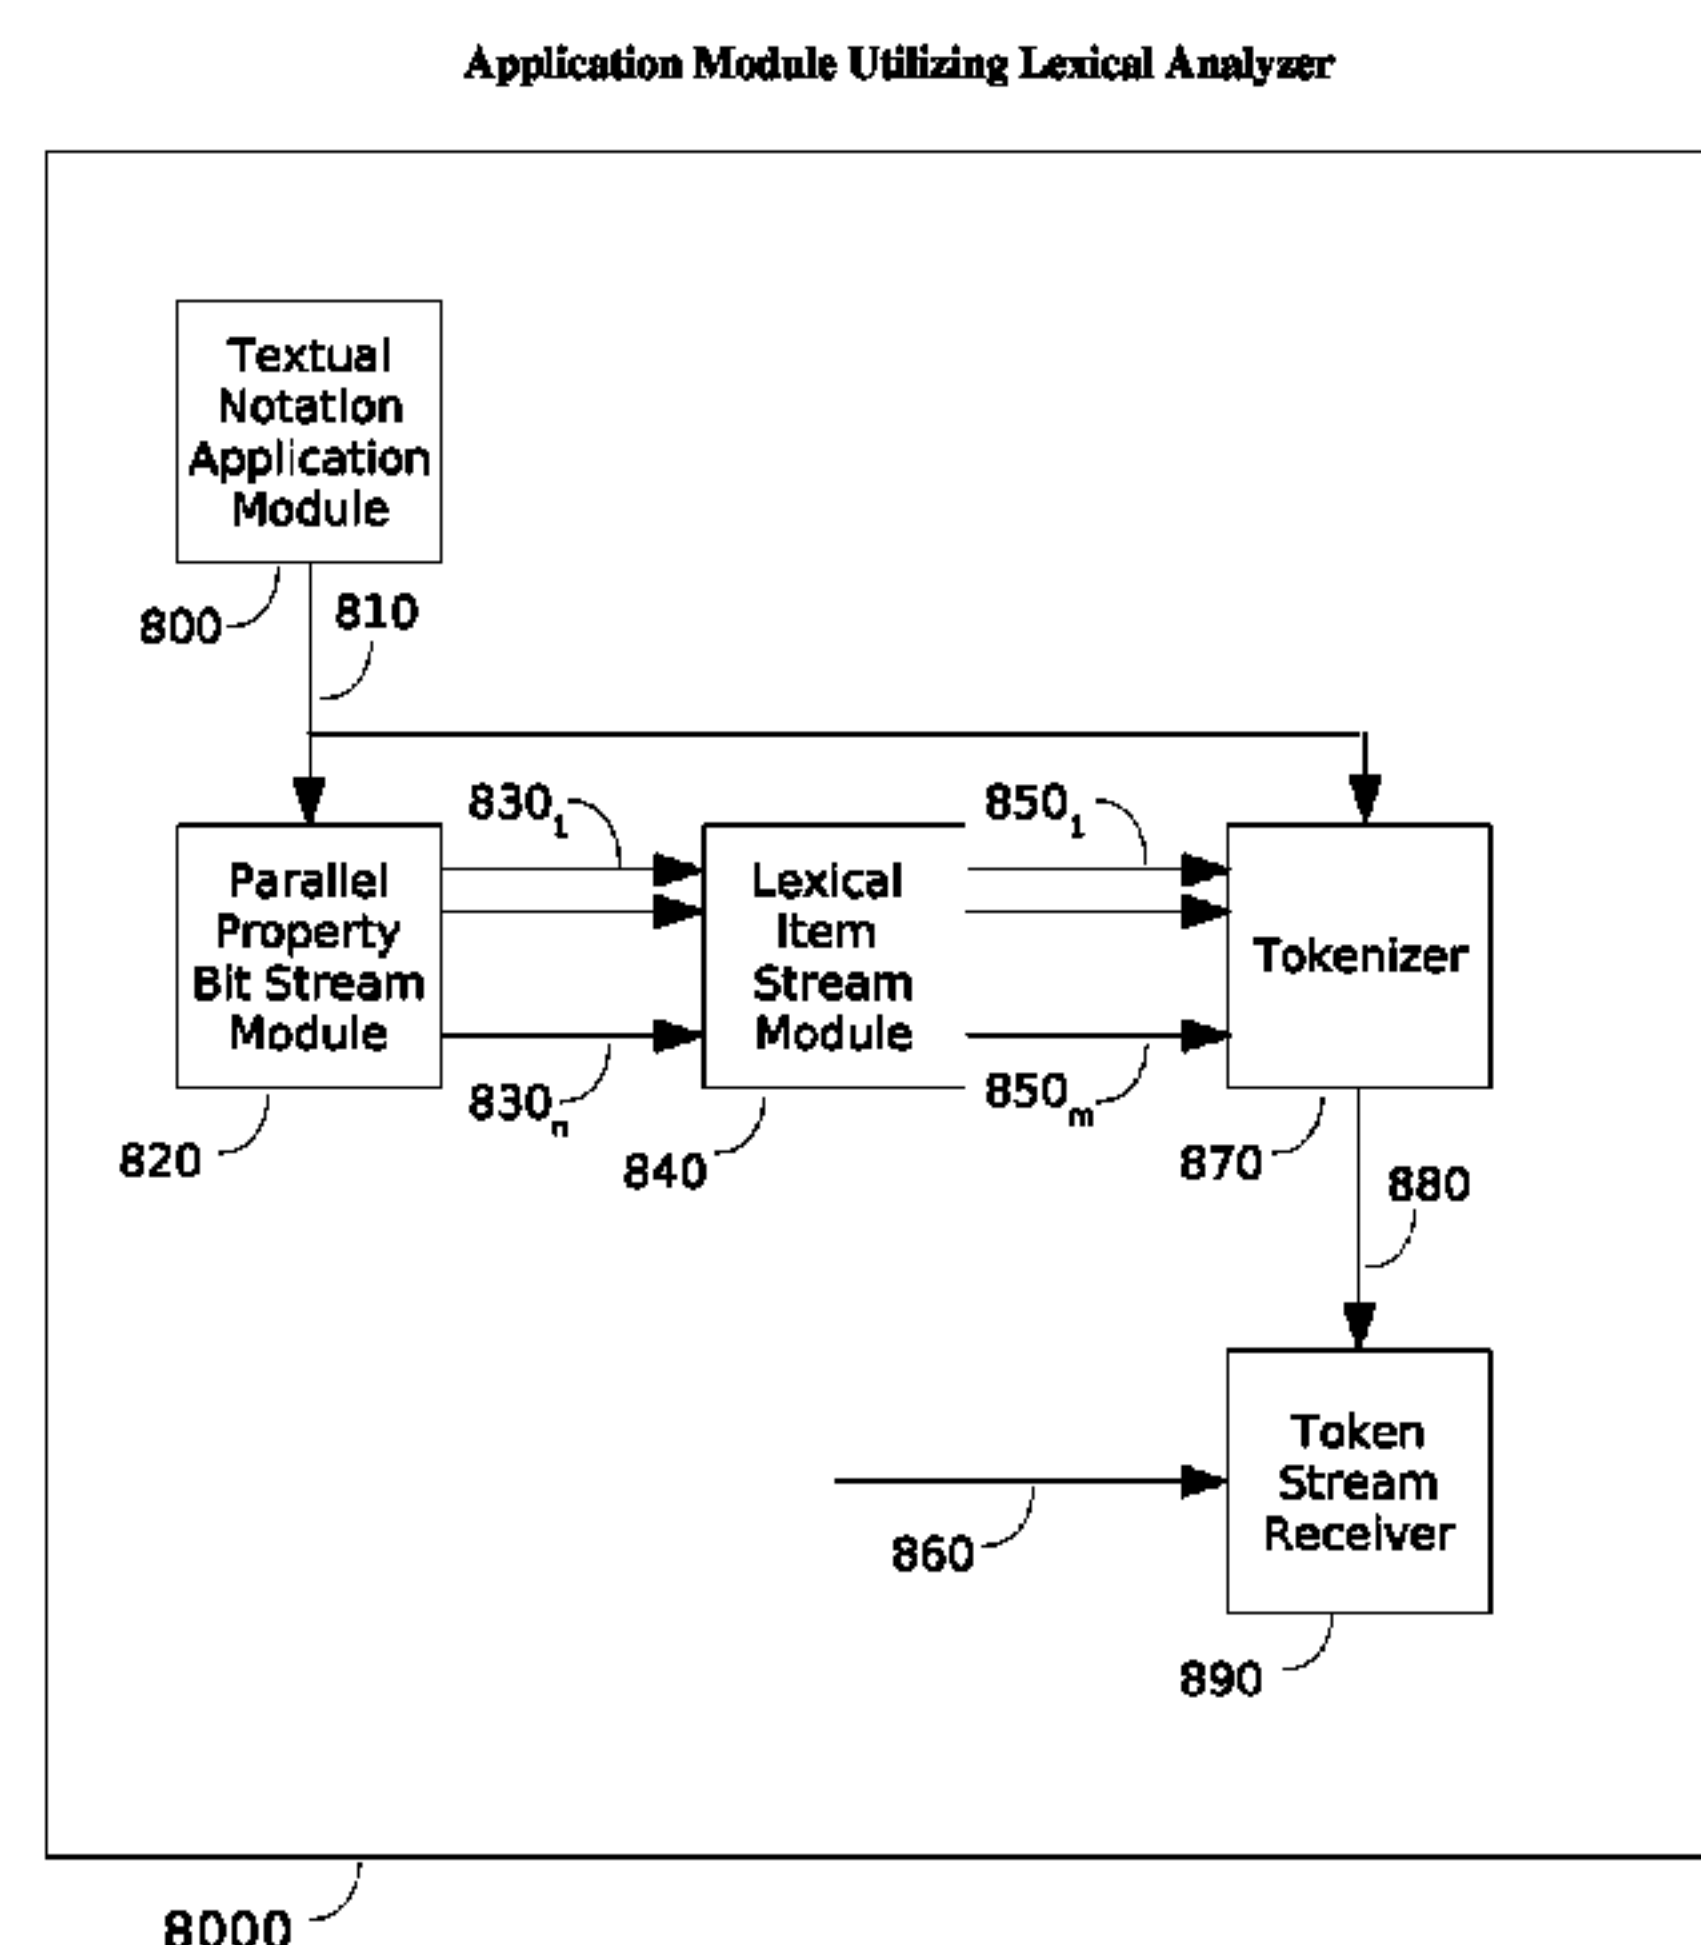 Application Module Utilizing Lexical Analyzer
Textual
Notation
Application
Module
800
810
830₁
850₁
Parallel
Property
Bit Stream
Module
Lexical
Item
Stream
Module
Tokenizer
830ₙ
850ₘ
820
840
870
880
Token
Stream
Receiver
860
890
8000